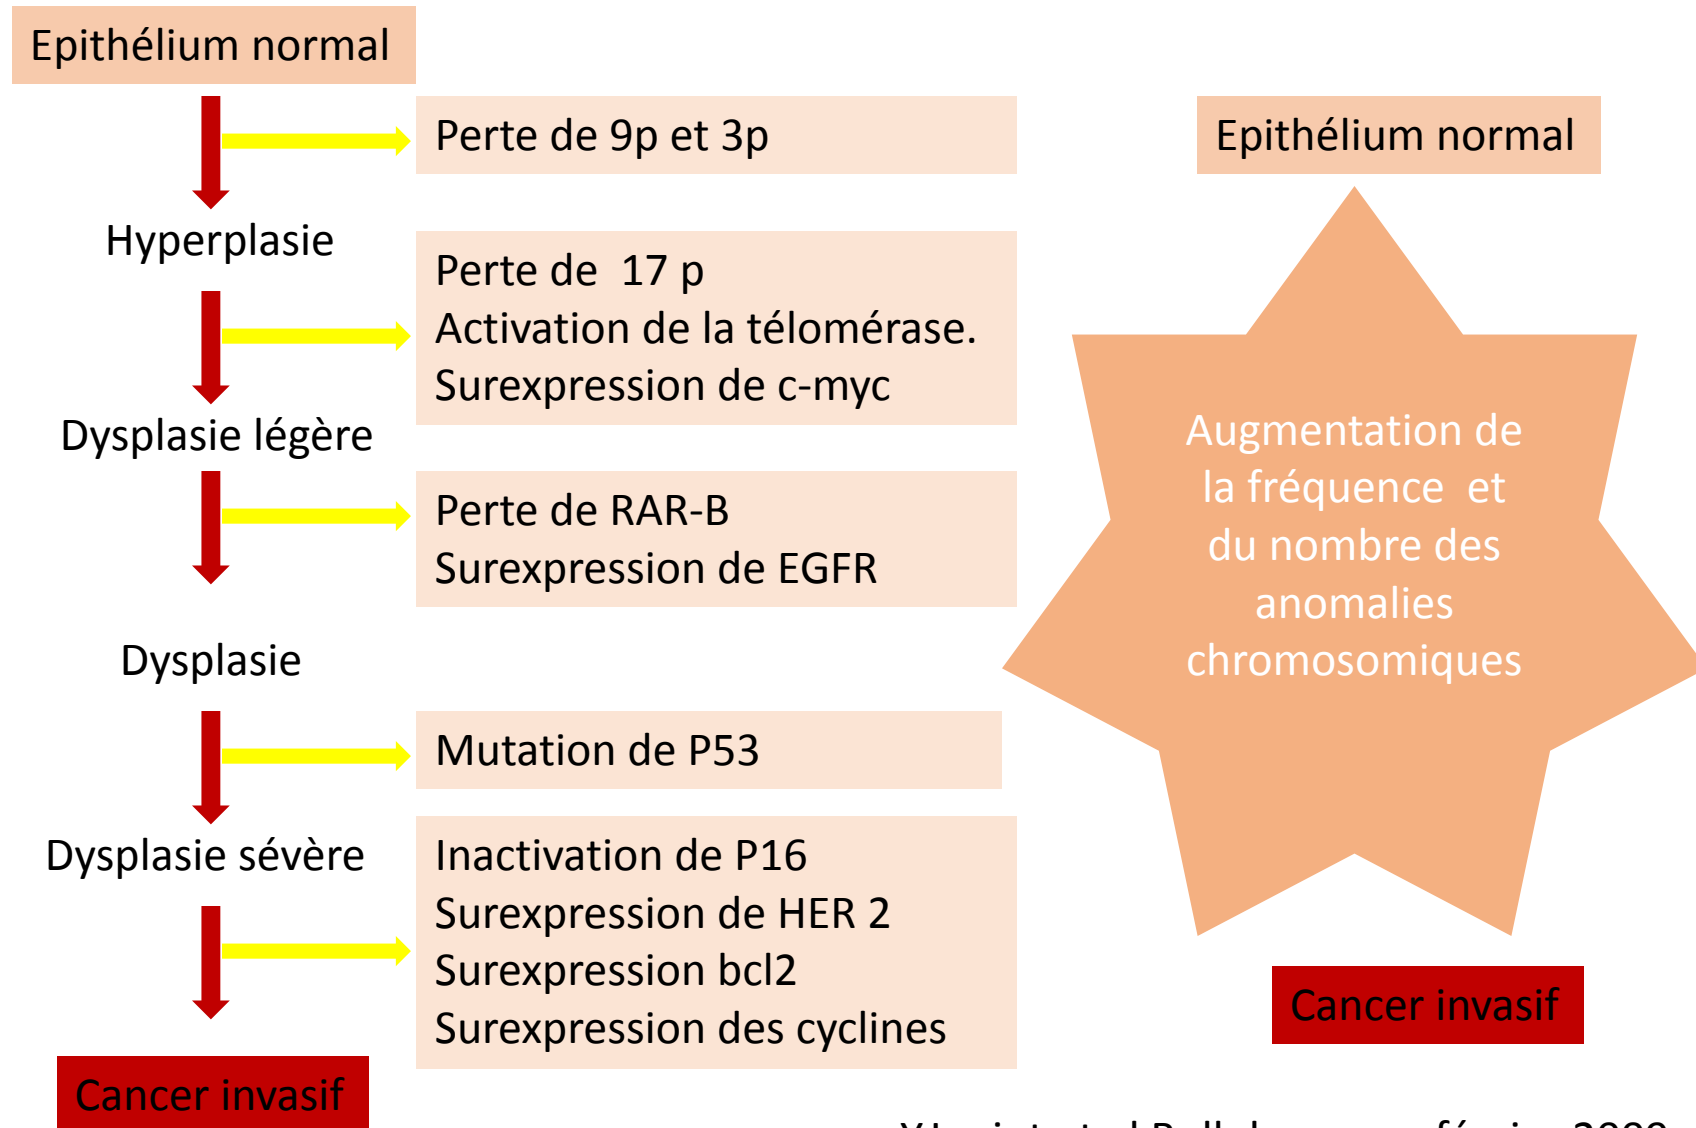 Epithélium normal
Perte de 9p et 3p
Hyperplasie
Perte de 17 p
Activation de la télomérase.
Surexpression de c-myc
Dysplasie légère
Perte de RAR-B
Surexpression de EGFR
Dysplasie
Mutation de P53
Dysplasie sévère
Inactivation de P16
Surexpression de HER 2
Surexpression bcl2
Surexpression des cyclines
Cancer invasif
Epithélium normal
Augmentation de
la fréquence et
du nombre des
anomalies
chromosomiques
Cancer invasif
février 2000